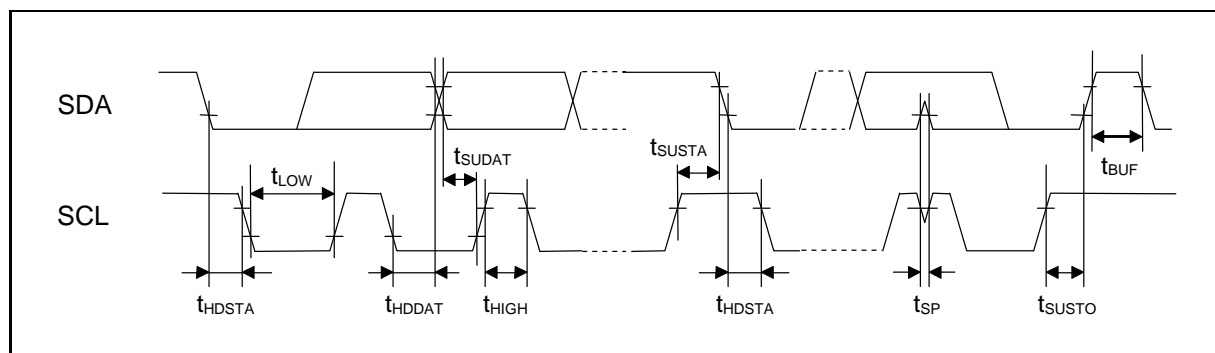 SDA
tSUDAT
tSUSTA
tBUF
tLOW
SCL
tHDSTA
tHDDAT
tHIGH
tHDSTA
tSP
tSUSTO